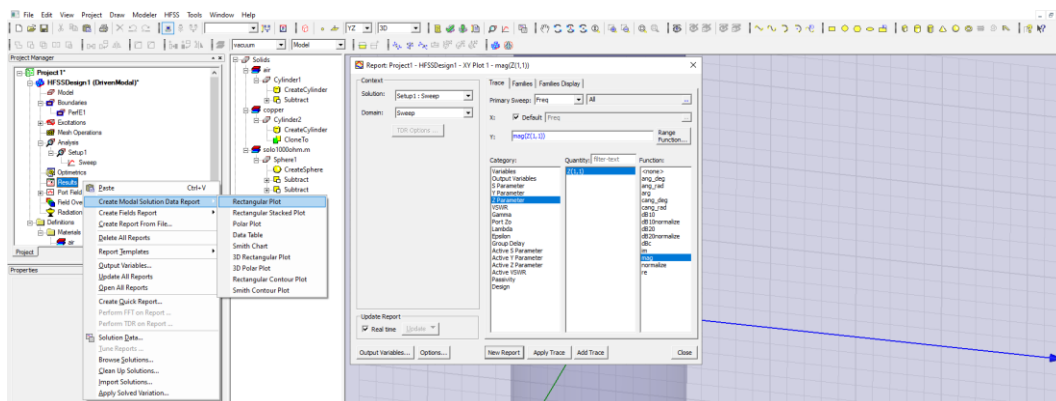 File Edit View Project Draw Modeler HFSS Tools Window Help
YZ 3D
vacuum Model
Project Manager
Project 1*
HFSSDesign1 (DrivenModal)*
Model
Boundaries
PerfE1
Excitations
Mesh Operations
Analysis
Setup1
Sweep
Optimetrics
Results
Port Field
Field Ove
Radiation
Definitions
Materials
air
Project
Properties
Paste Ctrl+V
Create Modal Solution Data Report
Create Fields Report
Create Report From File...
Delete All Reports
Report Templates
Output Variables...
Update All Reports
Open All Reports
Create Quick Report...
Perform FFT on Report ...
Perform TDR on Report ...
Solution Data...
Tune Reports ...
Browse Solutions...
Clean Up Solutions...
Import Solutions...
Apply Solved Variation...
Rectangular Plot
Rectangular Stacked Plot
Polar Plot
Data Table
Smith Chart
3D Rectangular Plot
3D Polar Plot
Rectangular Contour Plot
Smith Contour Plot
Solids
air
Cylinder1
CreateCylinder
Subtract
copper
Cylinder2
CreateCylinder
CloneTo
solo1000ohm.m
Sphere1
CreateSphere
Subtract
Subtract
Report: Project1 - HFSSDesign1 - XY Plot 1 - mag(Z(1,1))
Context
Solution: Setup1 : Sweep
Domain: Sweep
TDR Options ...
Update Report
Real time Update
Output Variables... Options...
Trace Families Families Display
Primary Sweep: Freq All ...
X: Default Freq ...
Y: mag(Z(1,1)) Range Function...
Category: Quantity: filter-text Function:
Variables
Output Variables
S Parameter
Y Parameter
Z Parameter
VSWR
Gamma
Port Zo
Lambda
Epsilon
Group Delay
Active S Parameter
Active Y Parameter
Active Z Parameter
Active VSWR
Passivity
Design
Z(1,1)
<none>
ang_deg
ang_rad
arg
cang_deg
cang_rad
dB10
dB10normalize
dB20
dB20normalize
dBc
im
mag
normalize
re
New Report Apply Trace Add Trace Close